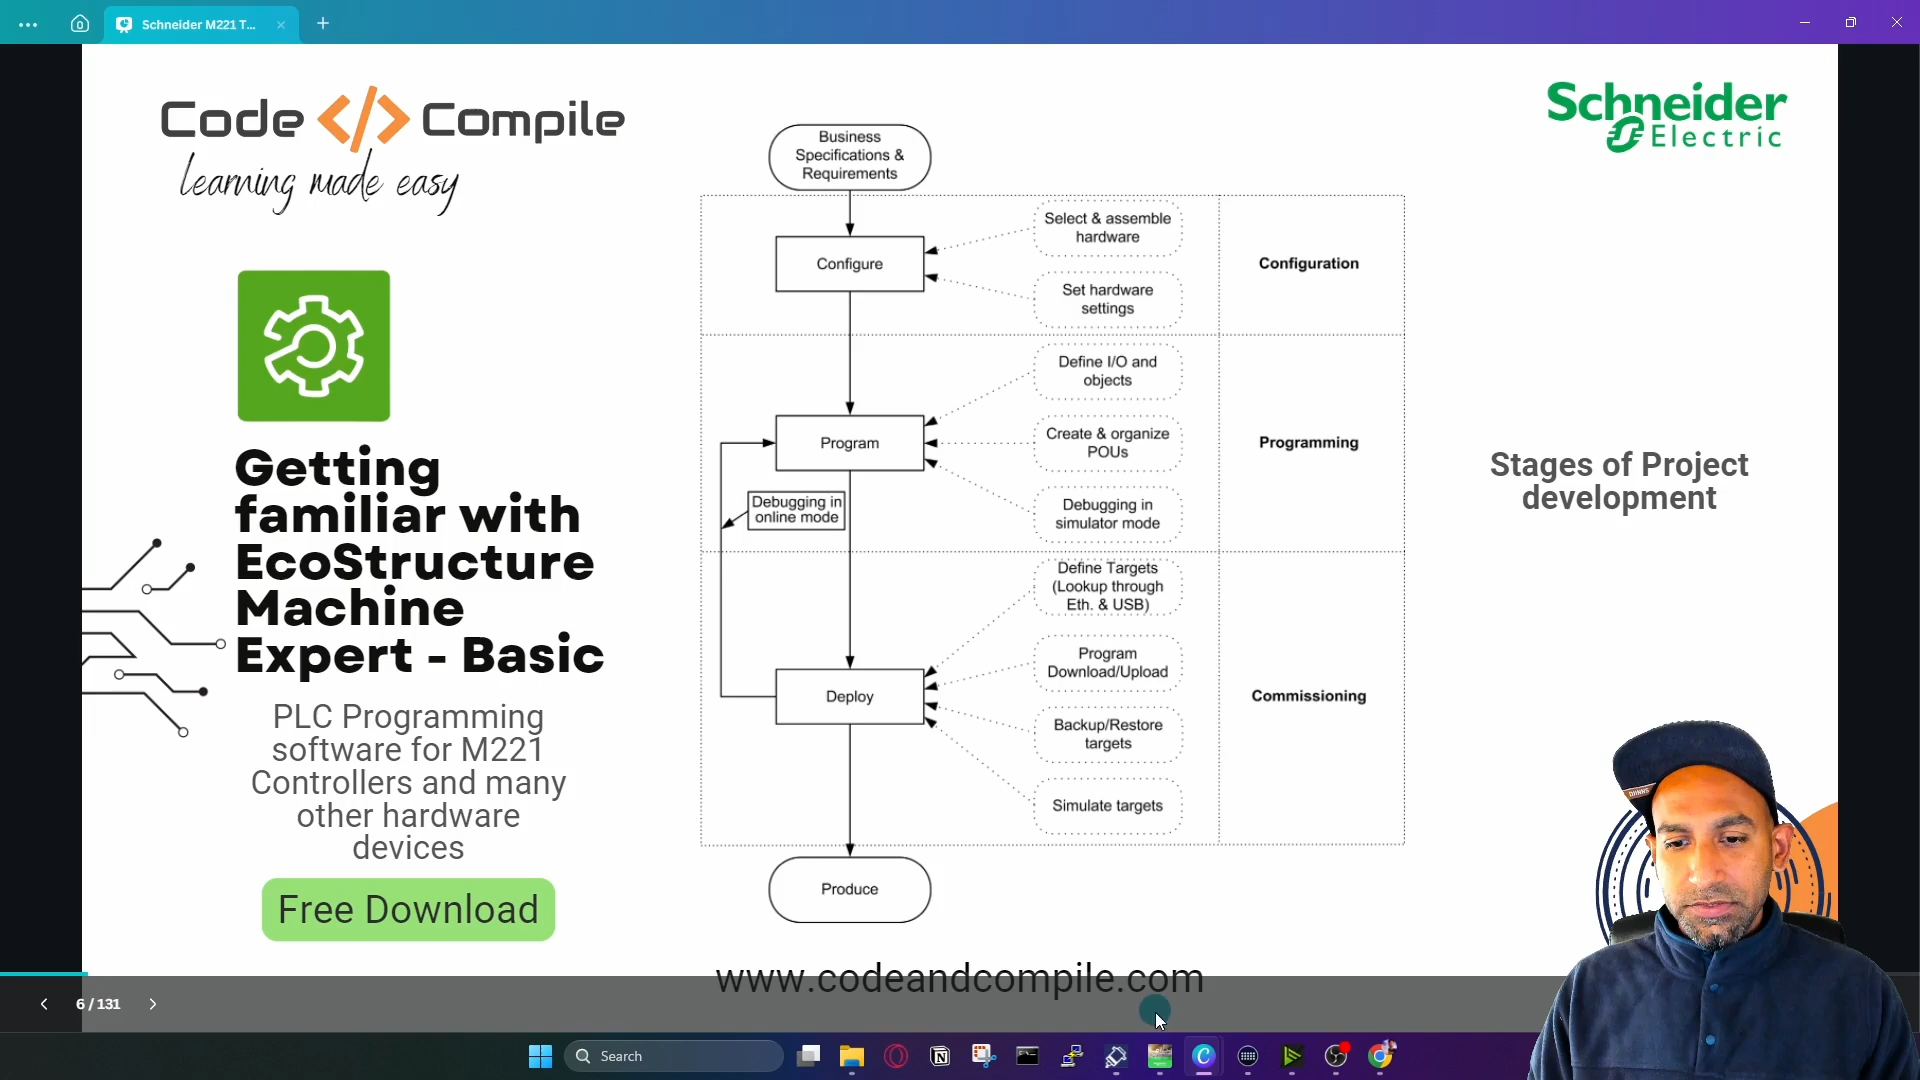 Schneider M221 T...
Code </> Compile
learning made easy
Schneider
Electric
Getting
familiar with
EcoStructure
Machine
Expert - Basic
PLC Programming
software for M221
Controllers and many
other hardware
devices
Free Download
Business
Specifications &
Requirements
Configure
Select & assemble
hardware
Set hardware
settings
Configuration
Program
Define I/O and
objects
Create & organize
POUs
Debugging in
simulator mode
Programming
Debugging in
online mode
Deploy
Define Targets
(Lookup through
Eth. & USB)
Program
Download/Upload
Backup/Restore
targets
Simulate targets
Commissioning
Produce
Stages of Project
development
www.codeandcompile.com
6 / 131
Search